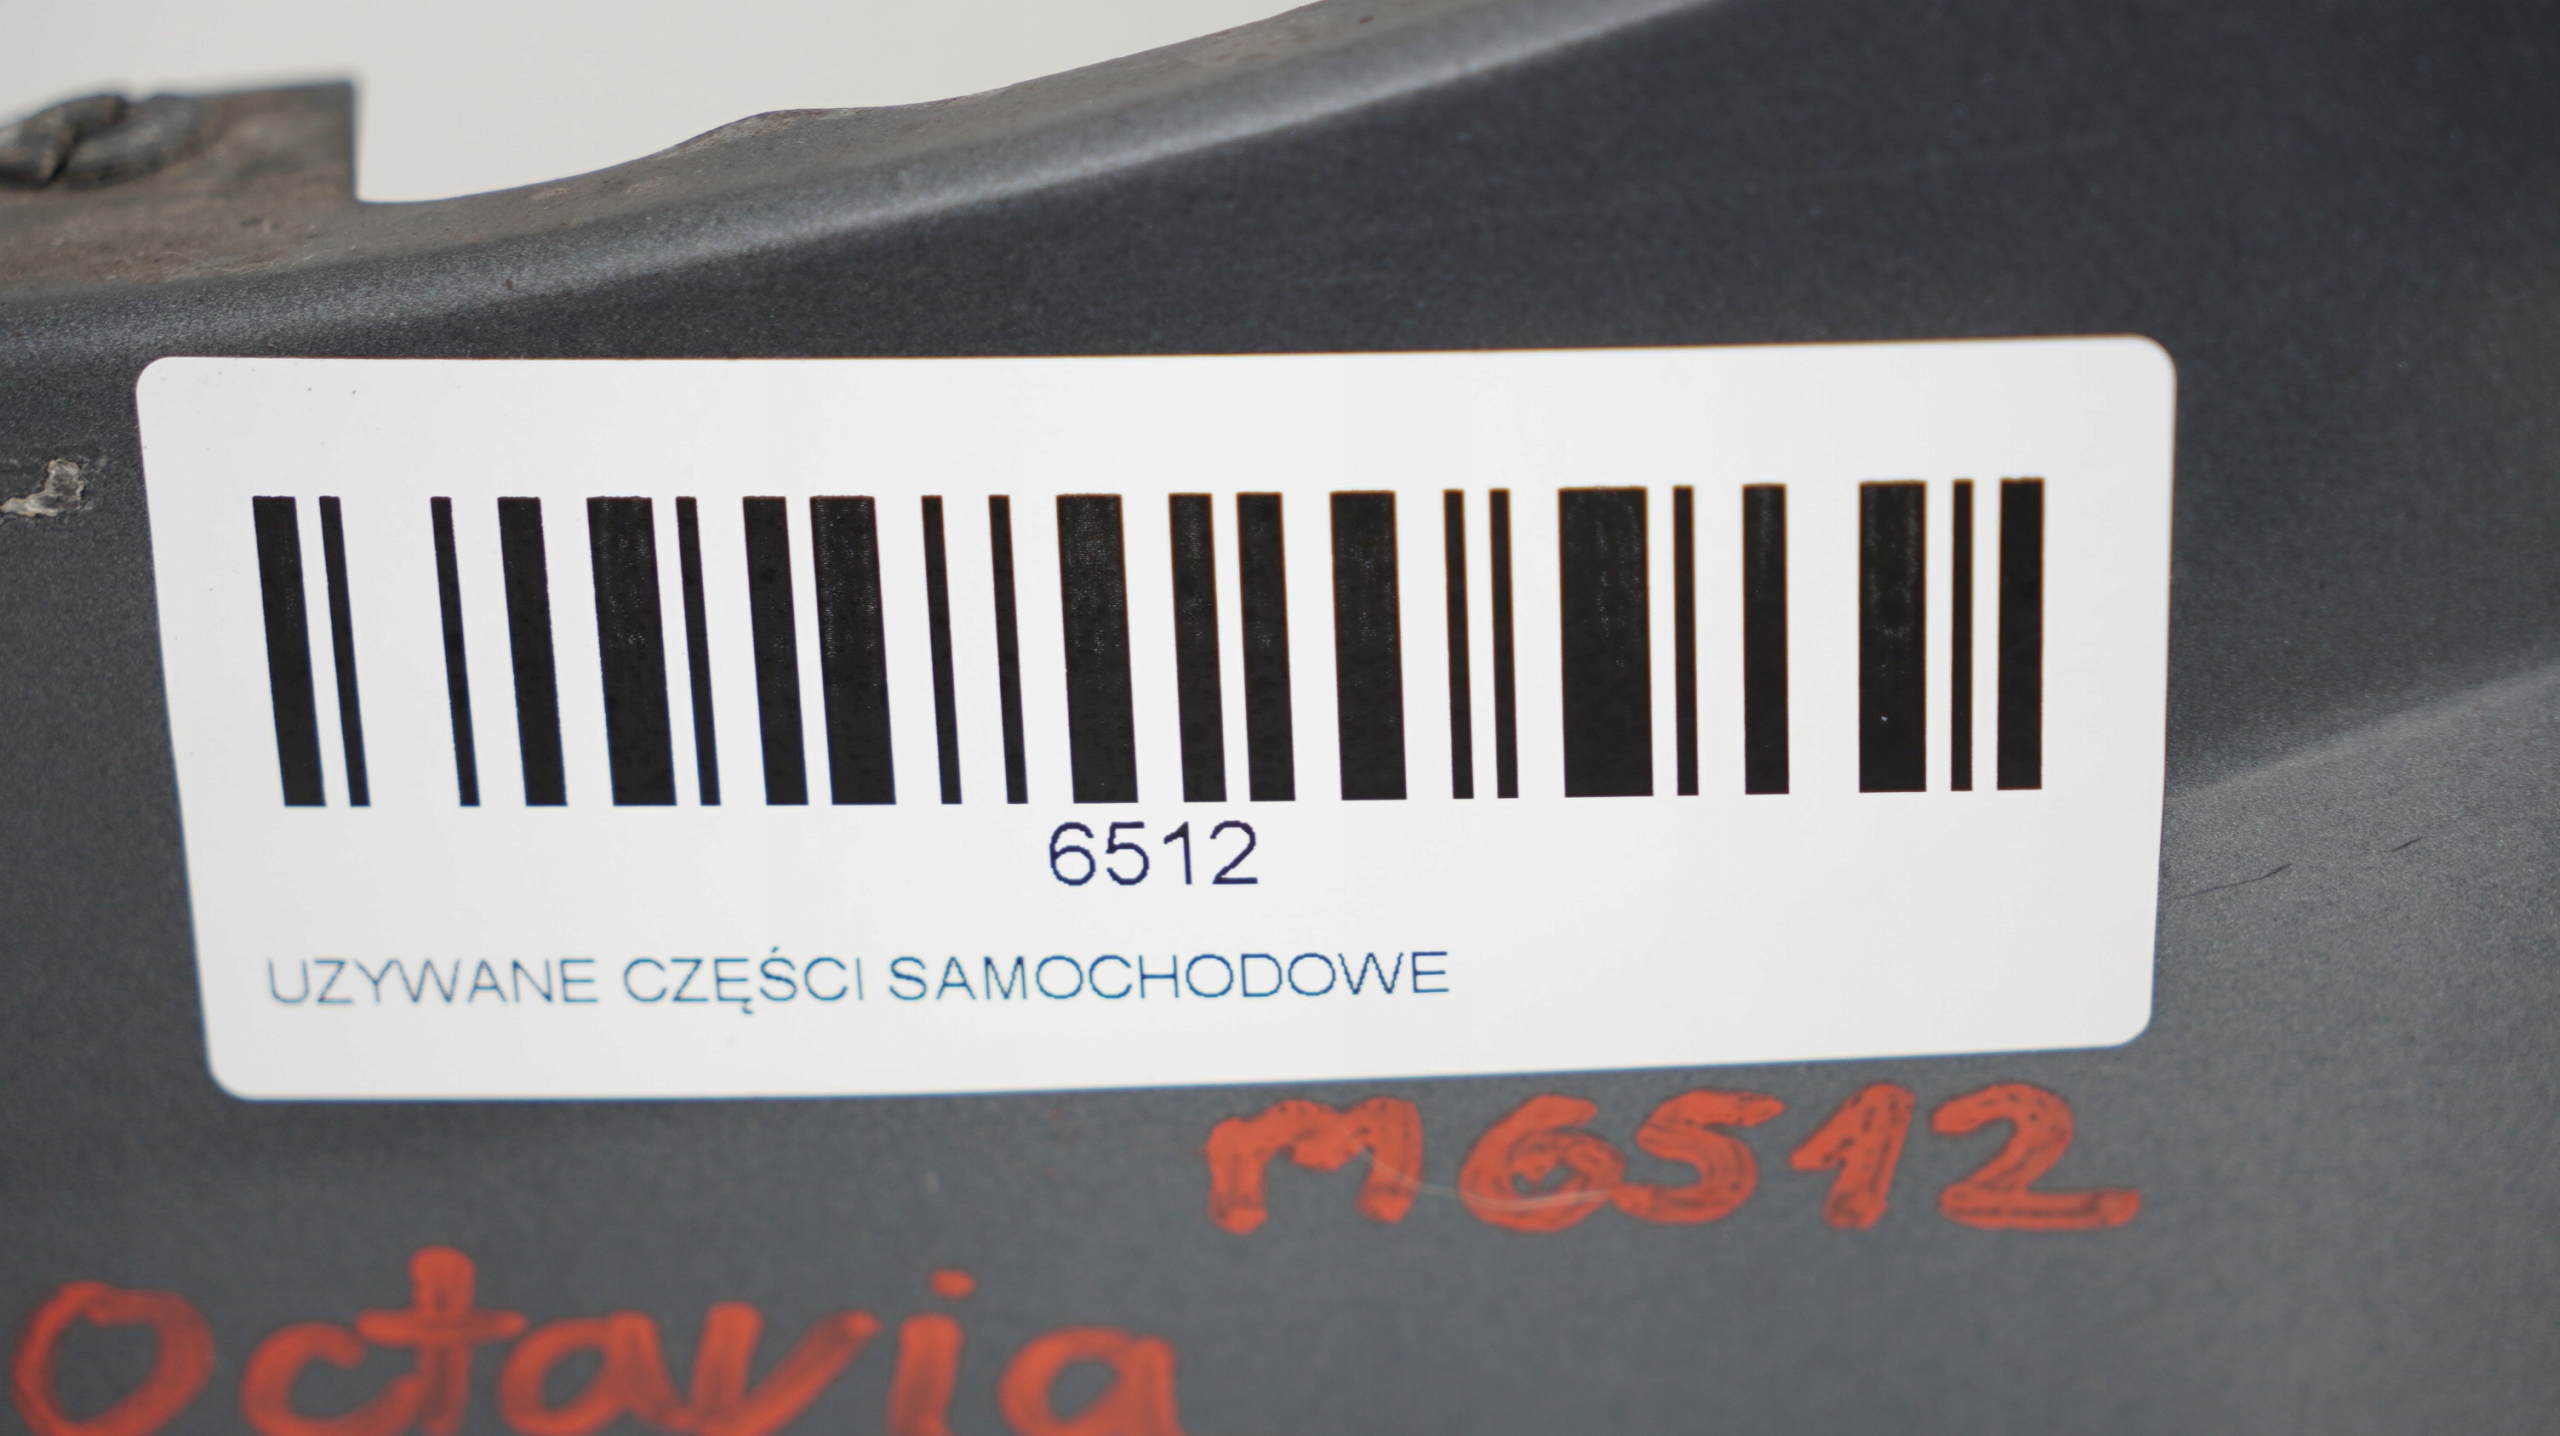 6512
UZYWANE CZĘŚCI SAMOCHODOWE
M6512
Octavia